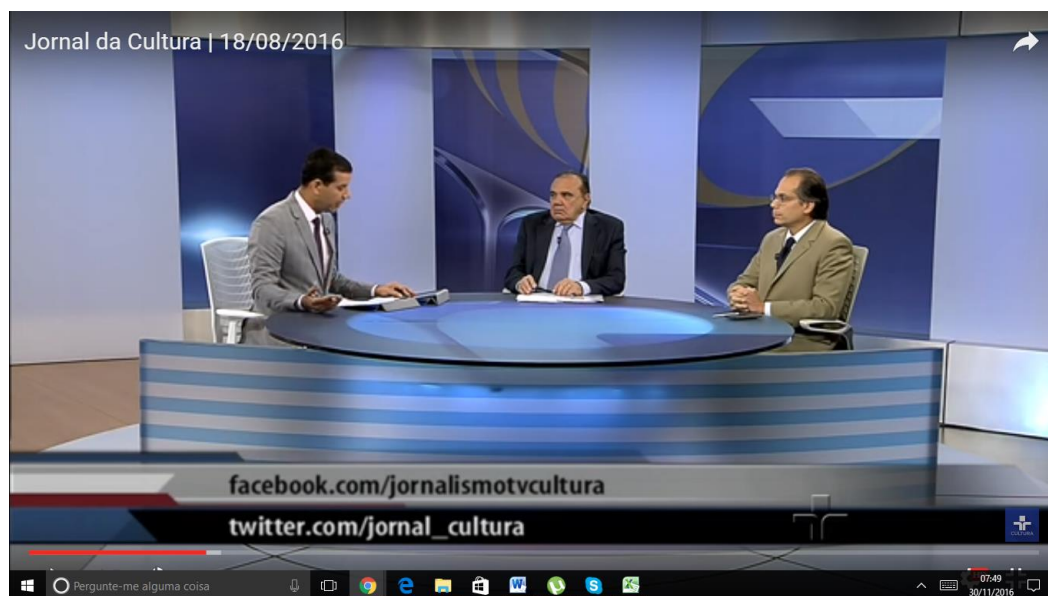 Jornal da Cultura | 18/08/2016
facebook.com/jornalismotvcultura
twitter.com/jornal_cultura
CULTURA
Pergunte-me alguma coisa
07:49
30/11/2016